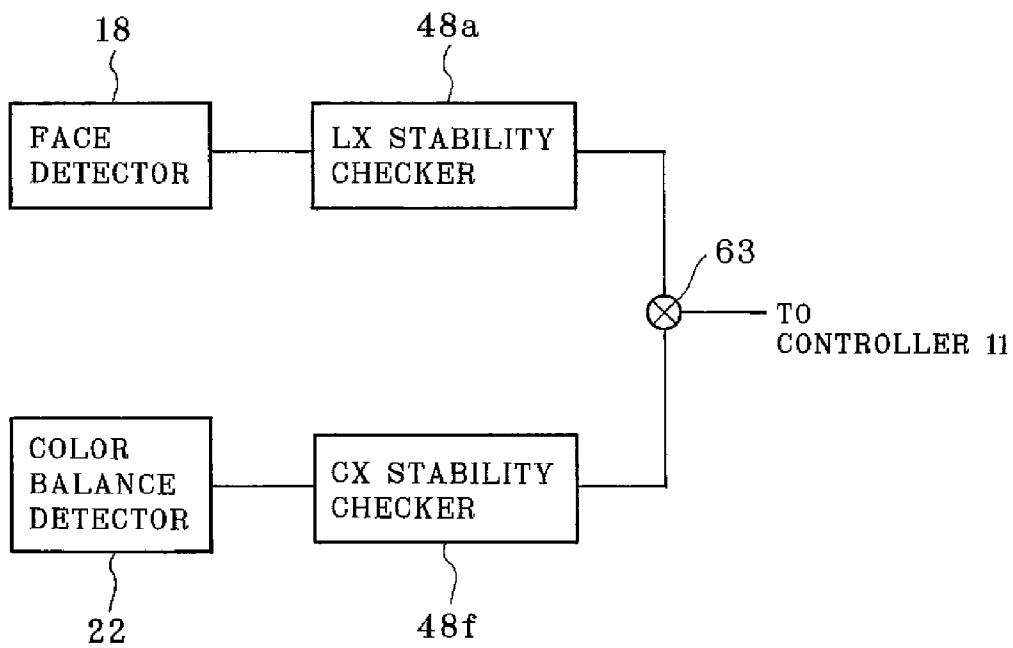 18
48a
FACE
DETECTOR
LX STABILITY
CHECKER
63
TO
CONTROLLER 11
COLOR
BALANCE
DETECTOR
CX STABILITY
CHECKER
22
48f